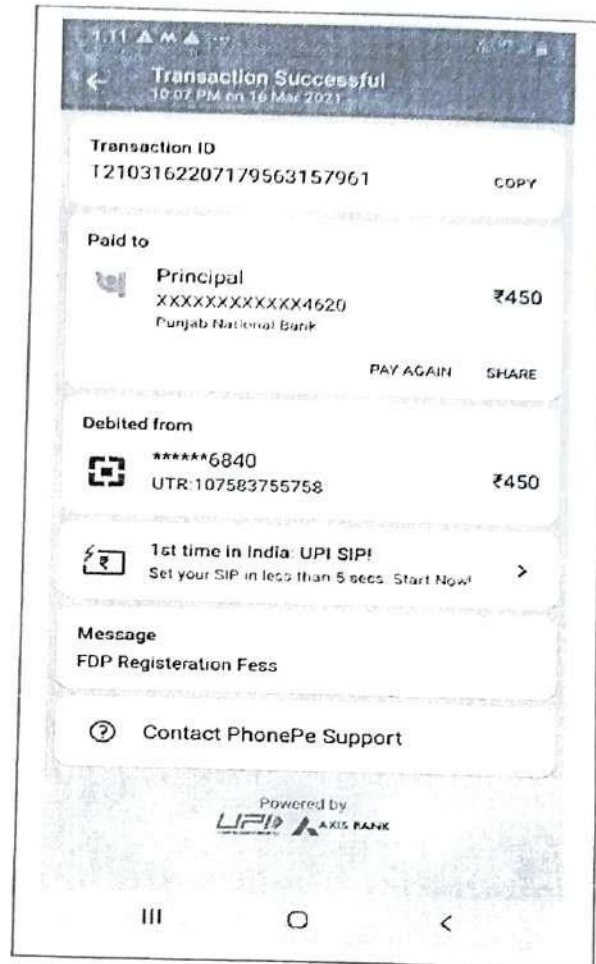 1.11
Transaction Successful
10:07 PM on 16 Mar 2021
Transaction ID
T2103162207179563157961 COPY
Paid to
Principal
XXXXXXXXXXXX4620 ₹450
Punjab National Bank
PAY AGAIN SHARE
Debited from
******6840
UTR:107583755758 ₹450
1st time in India: UPI SIP!
Set your SIP in less than 5 secs. Start Now!
Message
FDP Registeration Fess
Contact PhonePe Support
Powered by
UPI AXIS BANK